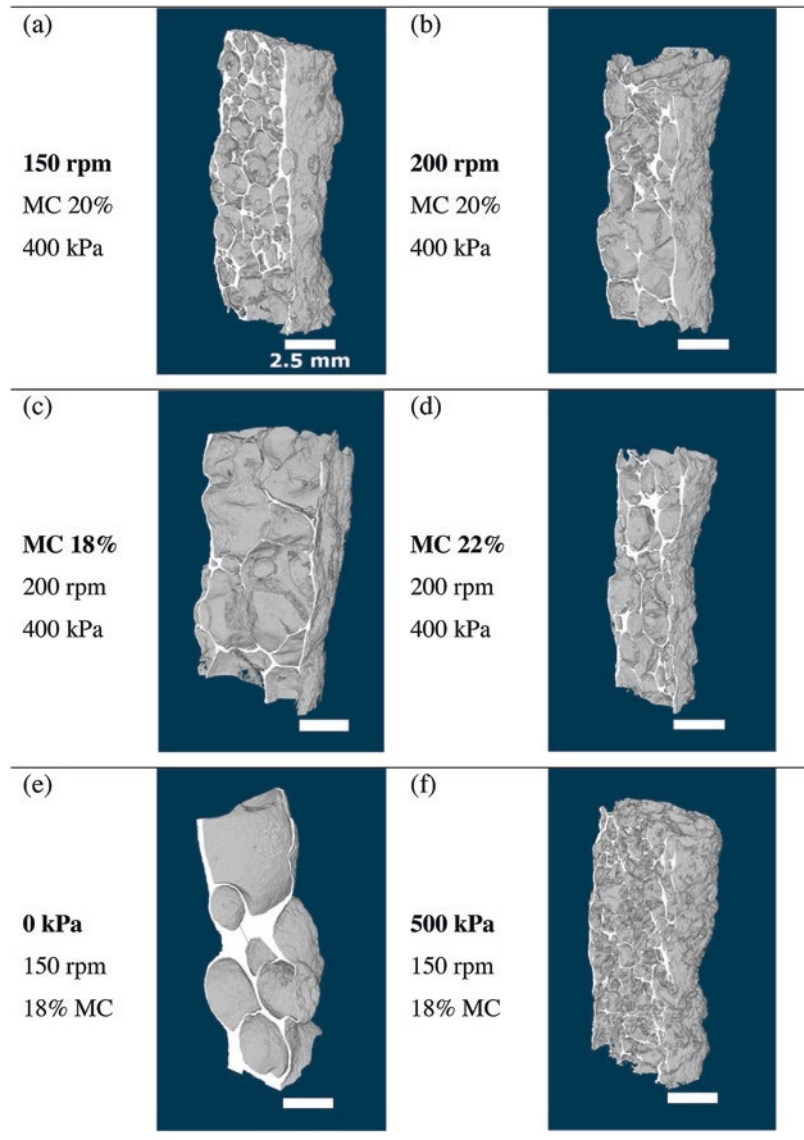 (a)
150 rpm
MC 20%
400 kPa
2.5 mm
(b)
200 rpm
MC 20%
400 kPa
(c)
MC 18%
200 rpm
400 kPa
(d)
MC 22%
200 rpm
400 kPa
(e)
0 kPa
150 rpm
18% MC
(f)
500 kPa
150 rpm
18% MC